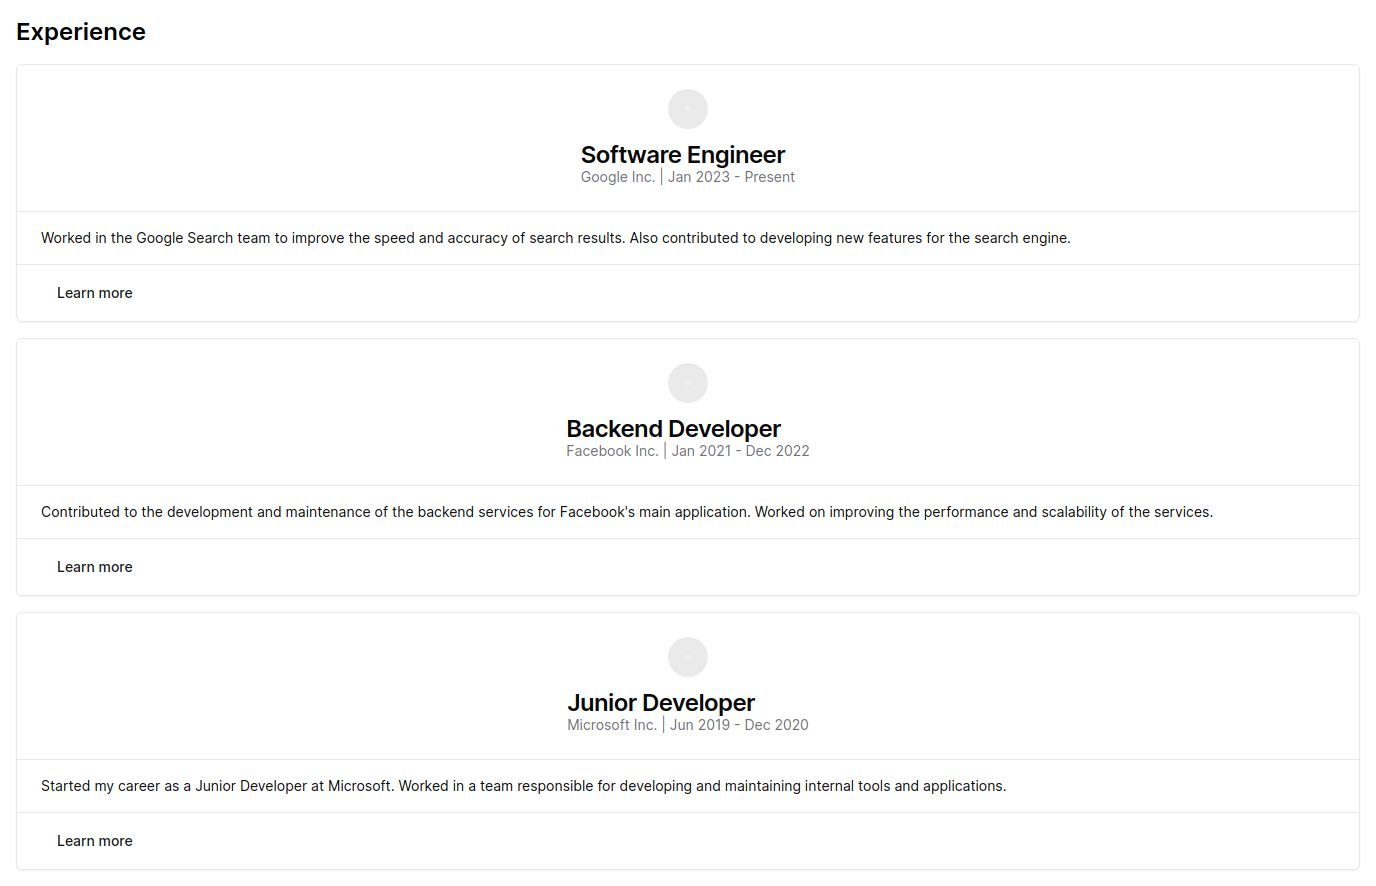 Experience
Software Engineer
Google Inc. | Jan 2023 - Present
Worked in the Google Search team to improve the speed and accuracy of search results. Also contributed to developing new features for the search engine.
Learn more
Backend Developer
Facebook Inc. | Jan 2021 - Dec 2022
Contributed to the development and maintenance of the backend services for Facebook's main application. Worked on improving the performance and scalability of the services.
Learn more
Junior Developer
Microsoft Inc. | Jun 2019 - Dec 2020
Started my career as a Junior Developer at Microsoft. Worked in a team responsible for developing and maintaining internal tools and applications.
Learn more